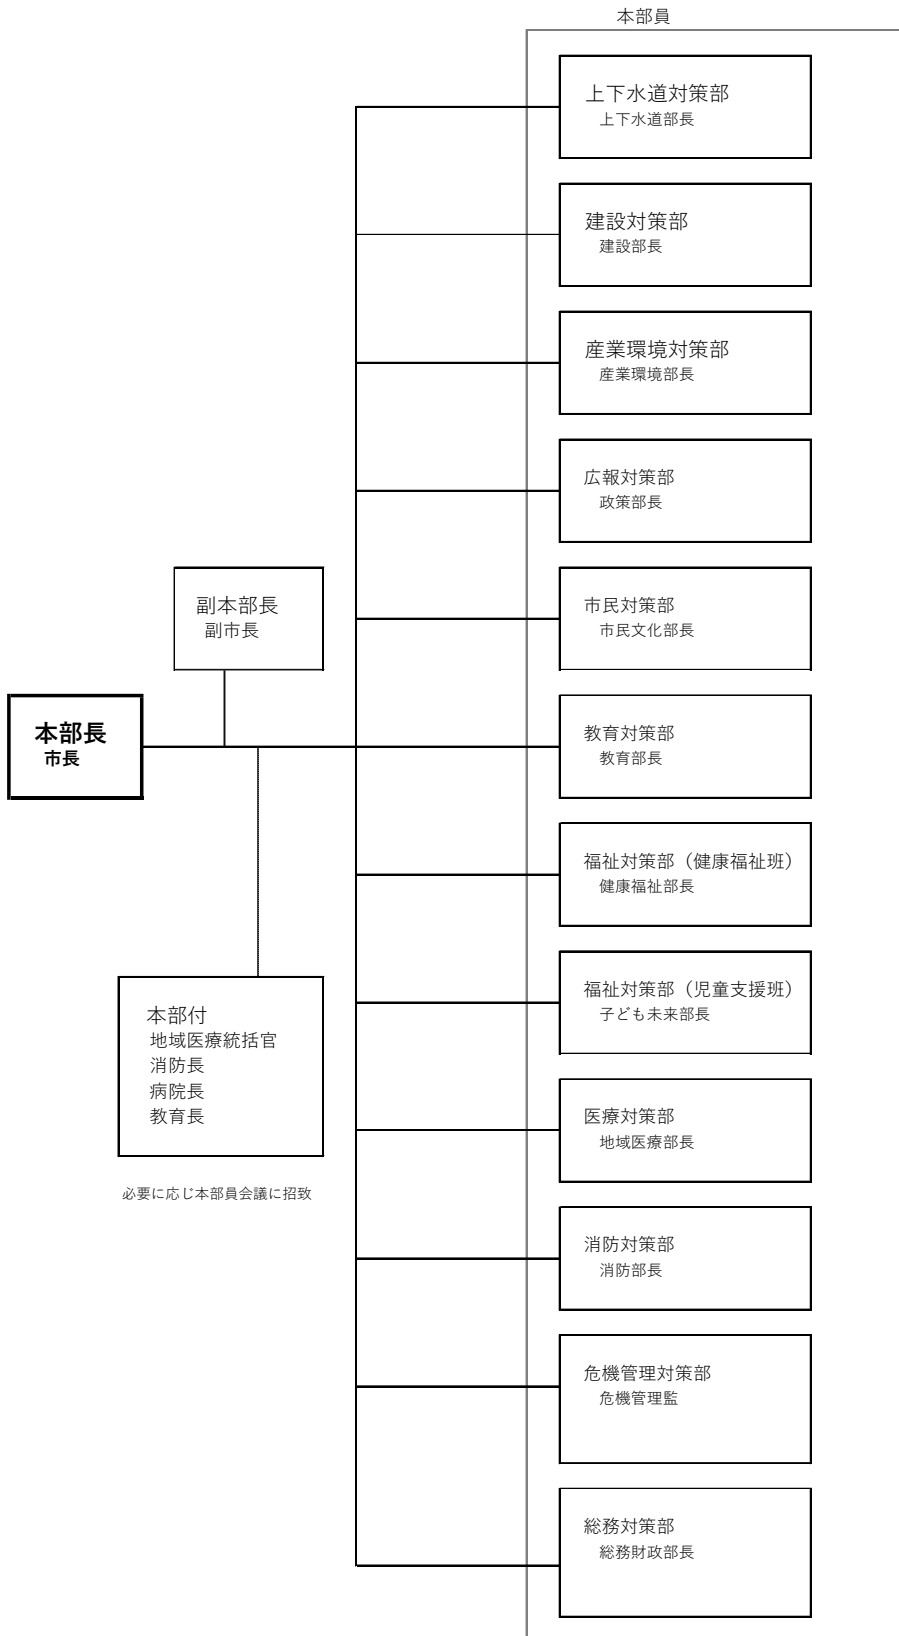 本部員
上下水道対策部
上下水道部長
建設対策部
建設部長
産業環境対策部
産業環境部長
広報対策部
政策部長
副本部長
副市長
市民対策部
市民文化部長
本部長
市長
教育対策部
教育部長
福祉対策部（健康福祉班）
健康福祉部長
福祉対策部（児童支援班）
子ども未来部長
本部付
地域医療統括官
消防長
病院長
教育長
必要に応じ本部員会議に招致
医療対策部
地域医療部長
消防対策部
消防部長
危機管理対策部
危機管理監
総務対策部
総務財政部長